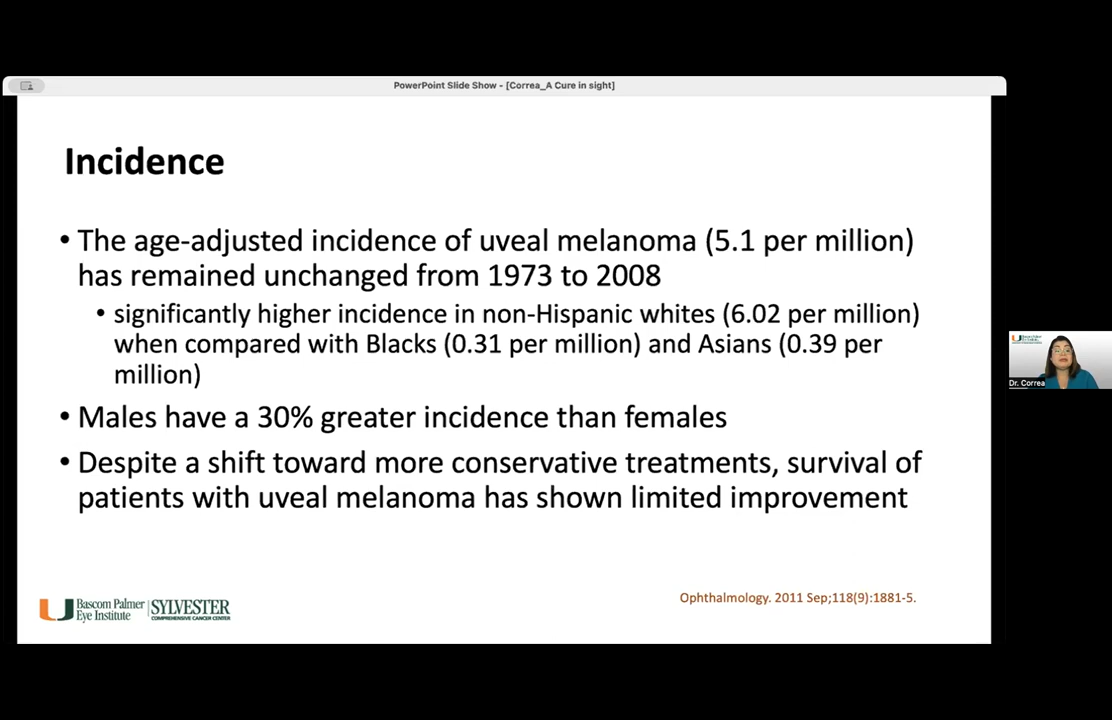 PowerPoint Slide Show - [Correa_A Cure in sight]
Incidence
• The age-adjusted incidence of uveal melanoma (5.1 per million)
has remained unchanged from 1973 to 2008
• significantly higher incidence in non-Hispanic whites (6.02 per million)
when compared with Blacks (0.31 per million) and Asians (0.39 per
million)
• Males have a 30% greater incidence than females
• Despite a shift toward more conservative treatments, survival of
patients with uveal melanoma has shown limited improvement
Bascom Palmer
Eye Institute
SYLVESTER
COMPREHENSIVE CANCER CENTER
Ophthalmology. 2011 Sep;118(9):1881-5.
Dr. Correa